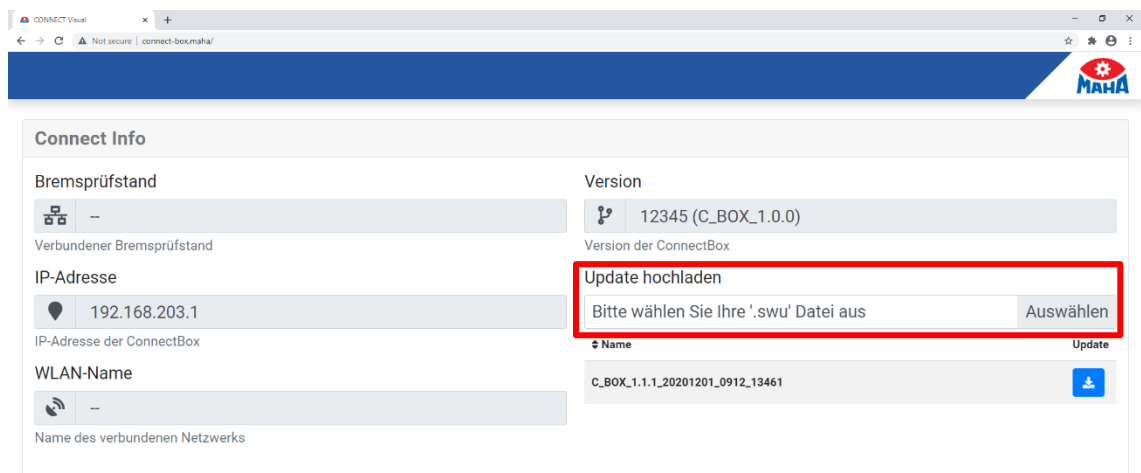 CONNECT Visual
Not secure | connect-box.maha/
MAHA
Connect Info
Bremsprüfstand
--
Verbundener Bremsprüfstand
IP-Adresse
192.168.203.1
IP-Adresse der ConnectBox
WLAN-Name
--
Name des verbundenen Netzwerks
Version
12345 (C_BOX_1.0.0)
Version der ConnectBox
Update hochladen
Bitte wählen Sie Ihre '.swu' Datei aus Auswählen
Name Update
C_BOX_1.1.1_20201201_0912_13461